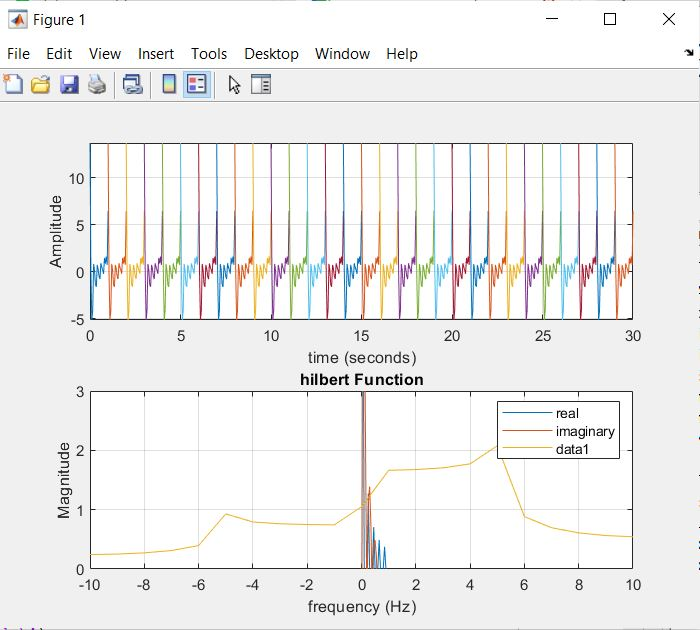 Figure 1
File Edit View Insert Tools Desktop Window Help
Amplitude
10
5
0
-5
0 5 10 15 20 25 30
time (seconds)
hilbert Function
Magnitude
3
2
1
0
real
imaginary
data1
-10 -8 -6 -4 -2 0 2 4 6 8 10
frequency (Hz)